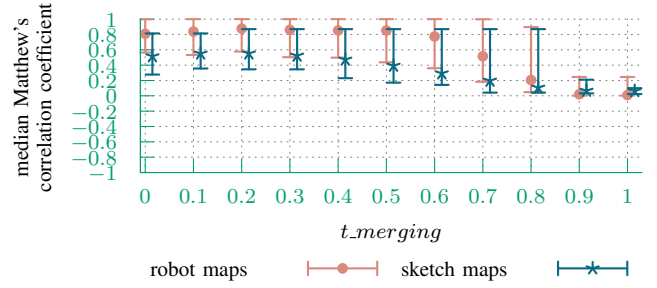 median Matthew's
correlation coefficient
1
0.8
0.6
0.4
0.2
0
−0.2
−0.4
−0.6
−0.8
−1
0 0.1 0.2 0.3 0.4 0.5 0.6 0.7 0.8 0.9 1
t_merging
robot maps sketch maps